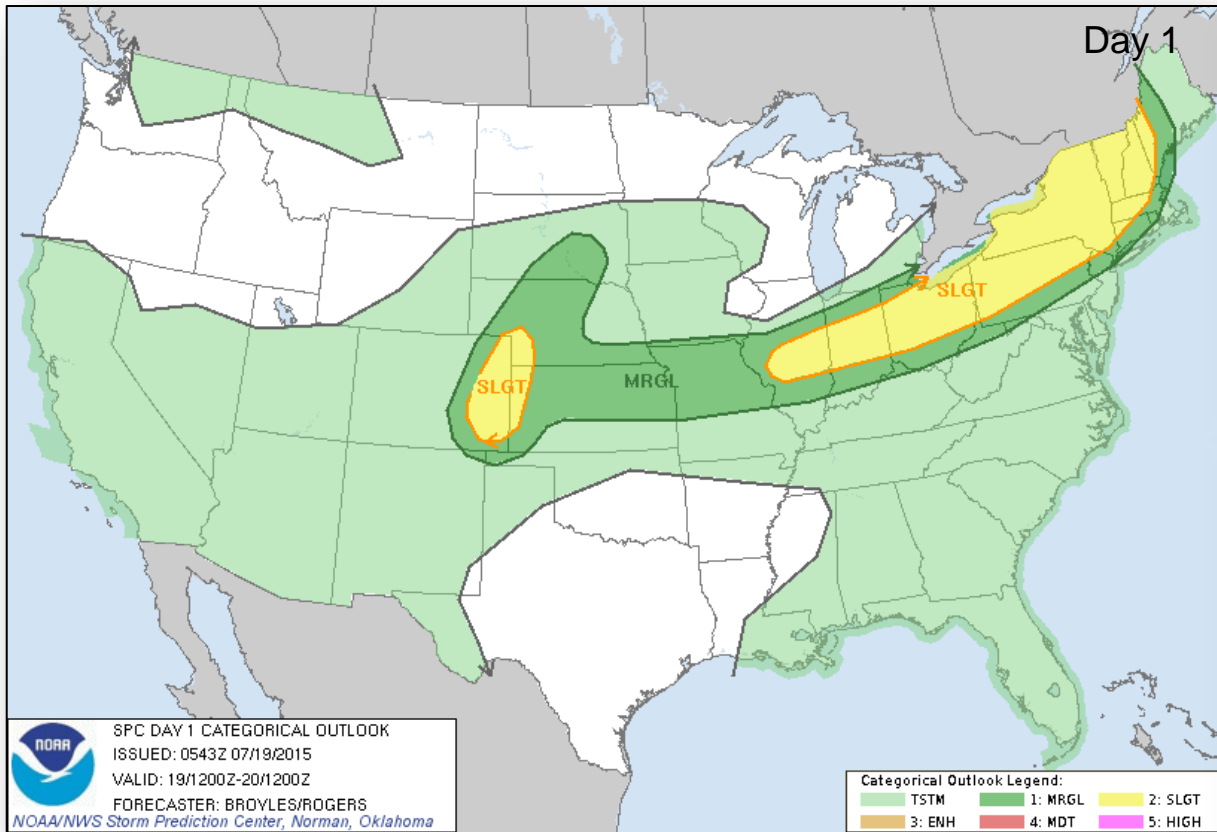 Day 1
SLGT
SLGT
MRGL
NOAA
SPC DAY 1 CATEGORICAL OUTLOOK
ISSUED: 0543Z 07/19/2015
VALID: 19/1200Z-20/1200Z
FORECASTER: BROYLES/ROGERS
NOAA/NWS Storm Prediction Center, Norman, Oklahoma
Categorical Outlook Legend:
TSTM 1: MRGL 2: SLGT
3: ENH 4: MDT 5: HIGH